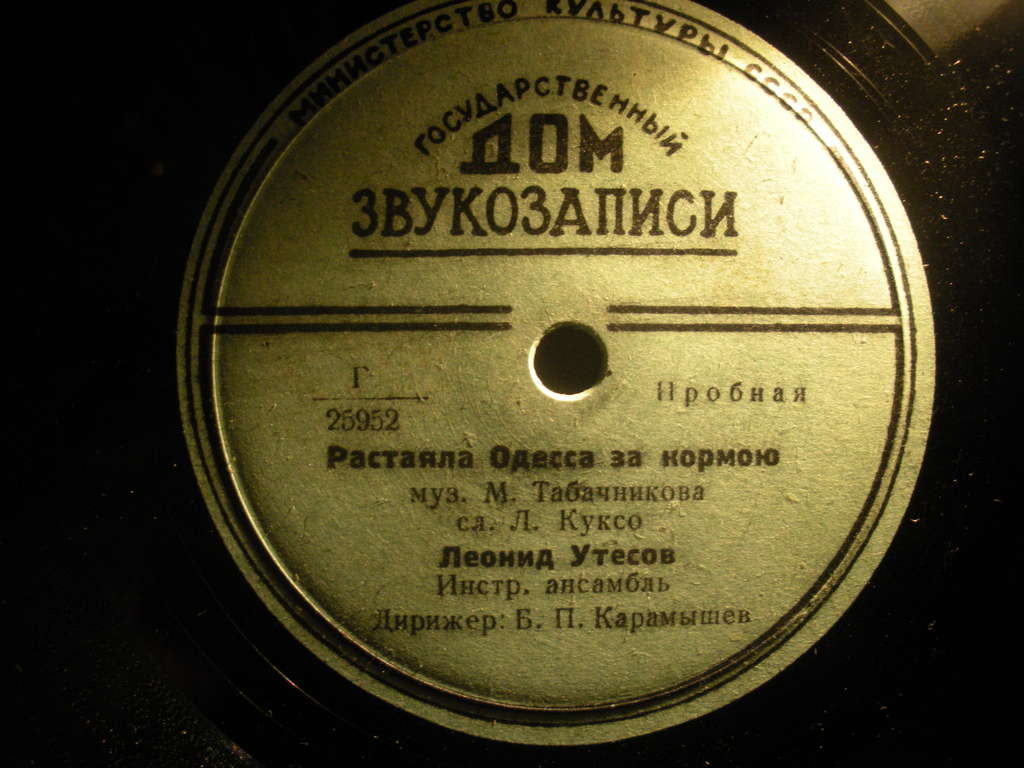 МИНИСТЕРСТВО КУЛЬТУРЫ СССР
ГОСУДАРСТВЕННЫЙ
ДОМ
ЗВУКОЗАПИСИ
Г
25952
Пробная
Растаяла Одесса за кормою
муз. М. Табачникова
сл. Л. Куксо
Леонид Утесов
Инстр. ансамбль
Дирижер: Б. П. Карамышев